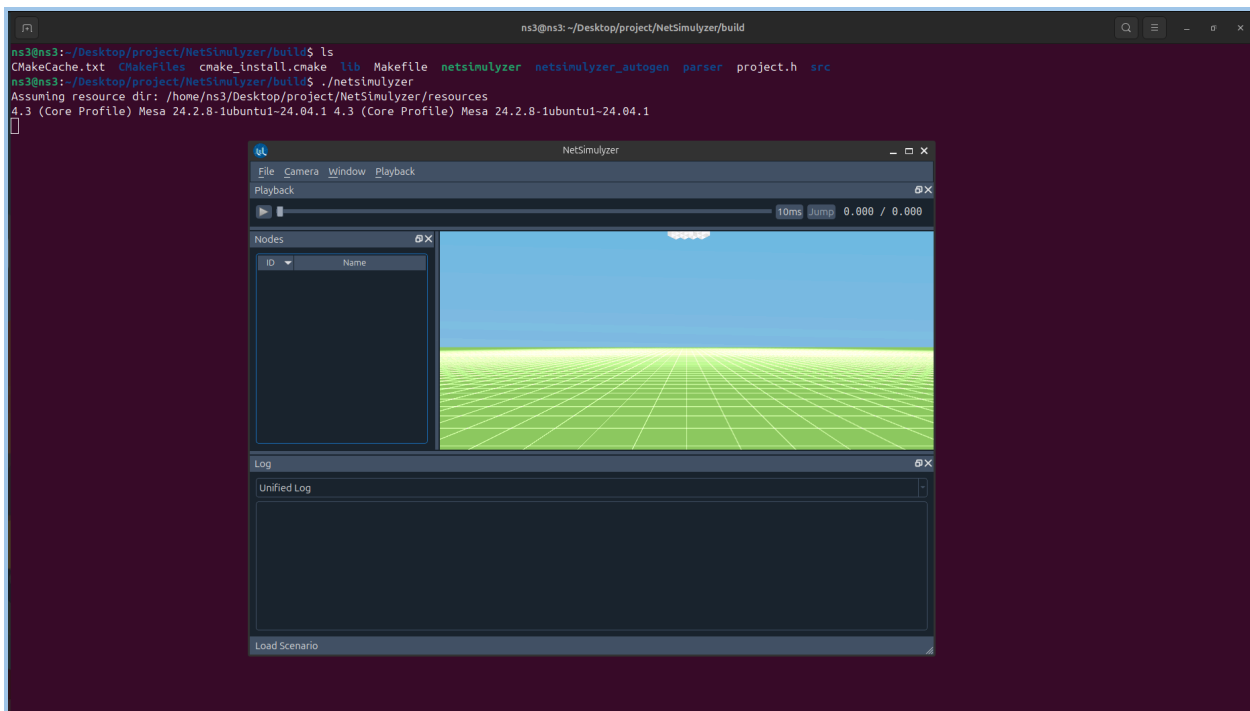 ns3@ns3: ~/Desktop/project/NetSimulyzer/build
ns3@ns3:~/Desktop/project/NetSimulyzer/build$ ls
CMakeCache.txt CMakeFiles cmake_install.cmake lib Makefile netsimulyzer netsimulyzer_autogen parser project.h src
ns3@ns3:~/Desktop/project/NetSimulyzer/build$ ./netsimulyzer
Assuming resource dir: /home/ns3/Desktop/project/NetSimulyzer/resources
4.3 (Core Profile) Mesa 24.2.8-1ubuntu1~24.04.1 4.3 (Core Profile) Mesa 24.2.8-1ubuntu1~24.04.1
NetSimulyzer
File Camera Window Playback
Playback
10ms Jump 0.000 / 0.000
Nodes
ID Name
Log
Unified Log
Load Scenario